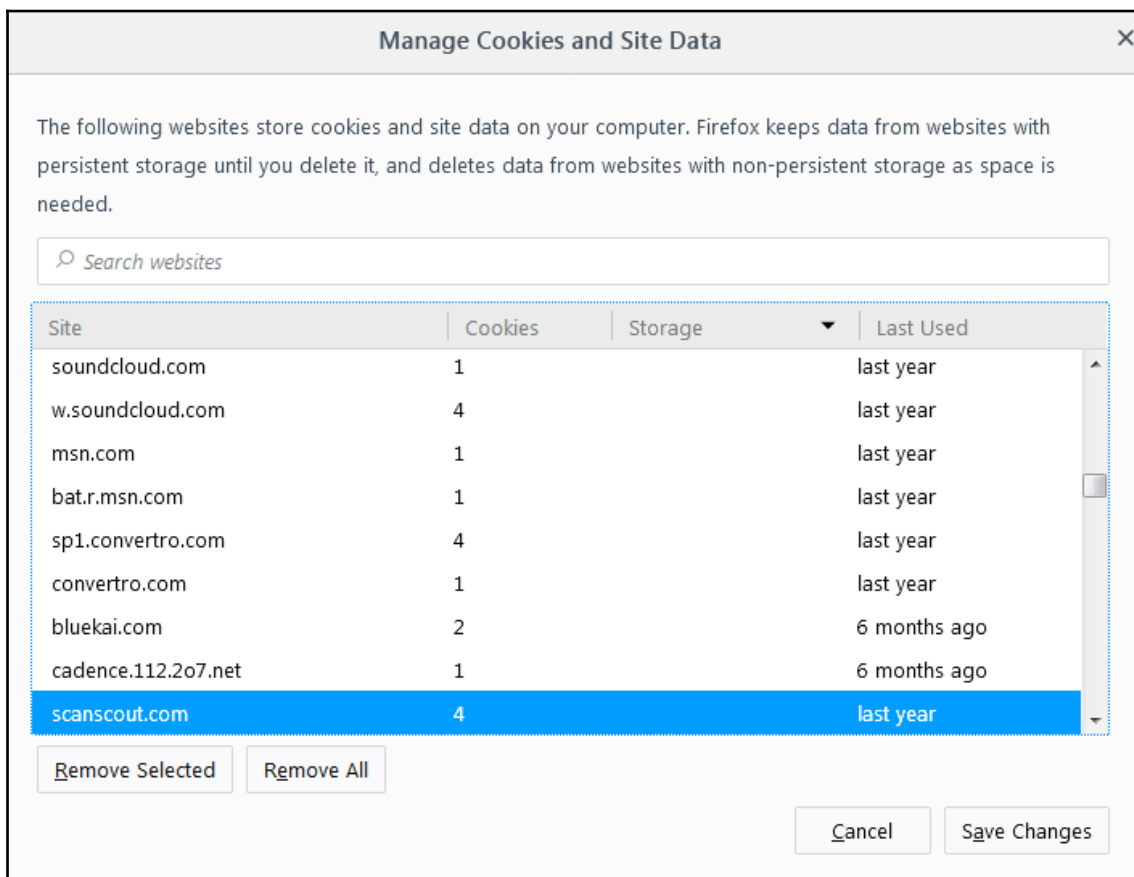 Manage Cookies and Site Data
The following websites store cookies and site data on your computer. Firefox keeps data from websites with
persistent storage until you delete it, and deletes data from websites with non-persistent storage as space is
needed.
Search websites
Site Cookies Storage Last Used
soundcloud.com 1 last year
w.soundcloud.com 4 last year
msn.com 1 last year
bat.r.msn.com 1 last year
sp1.convertro.com 4 last year
convertro.com 1 last year
bluekai.com 2 6 months ago
cadence.112.2o7.net 1 6 months ago
scanscout.com 4 last year
Remove Selected Remove All
Cancel Save Changes